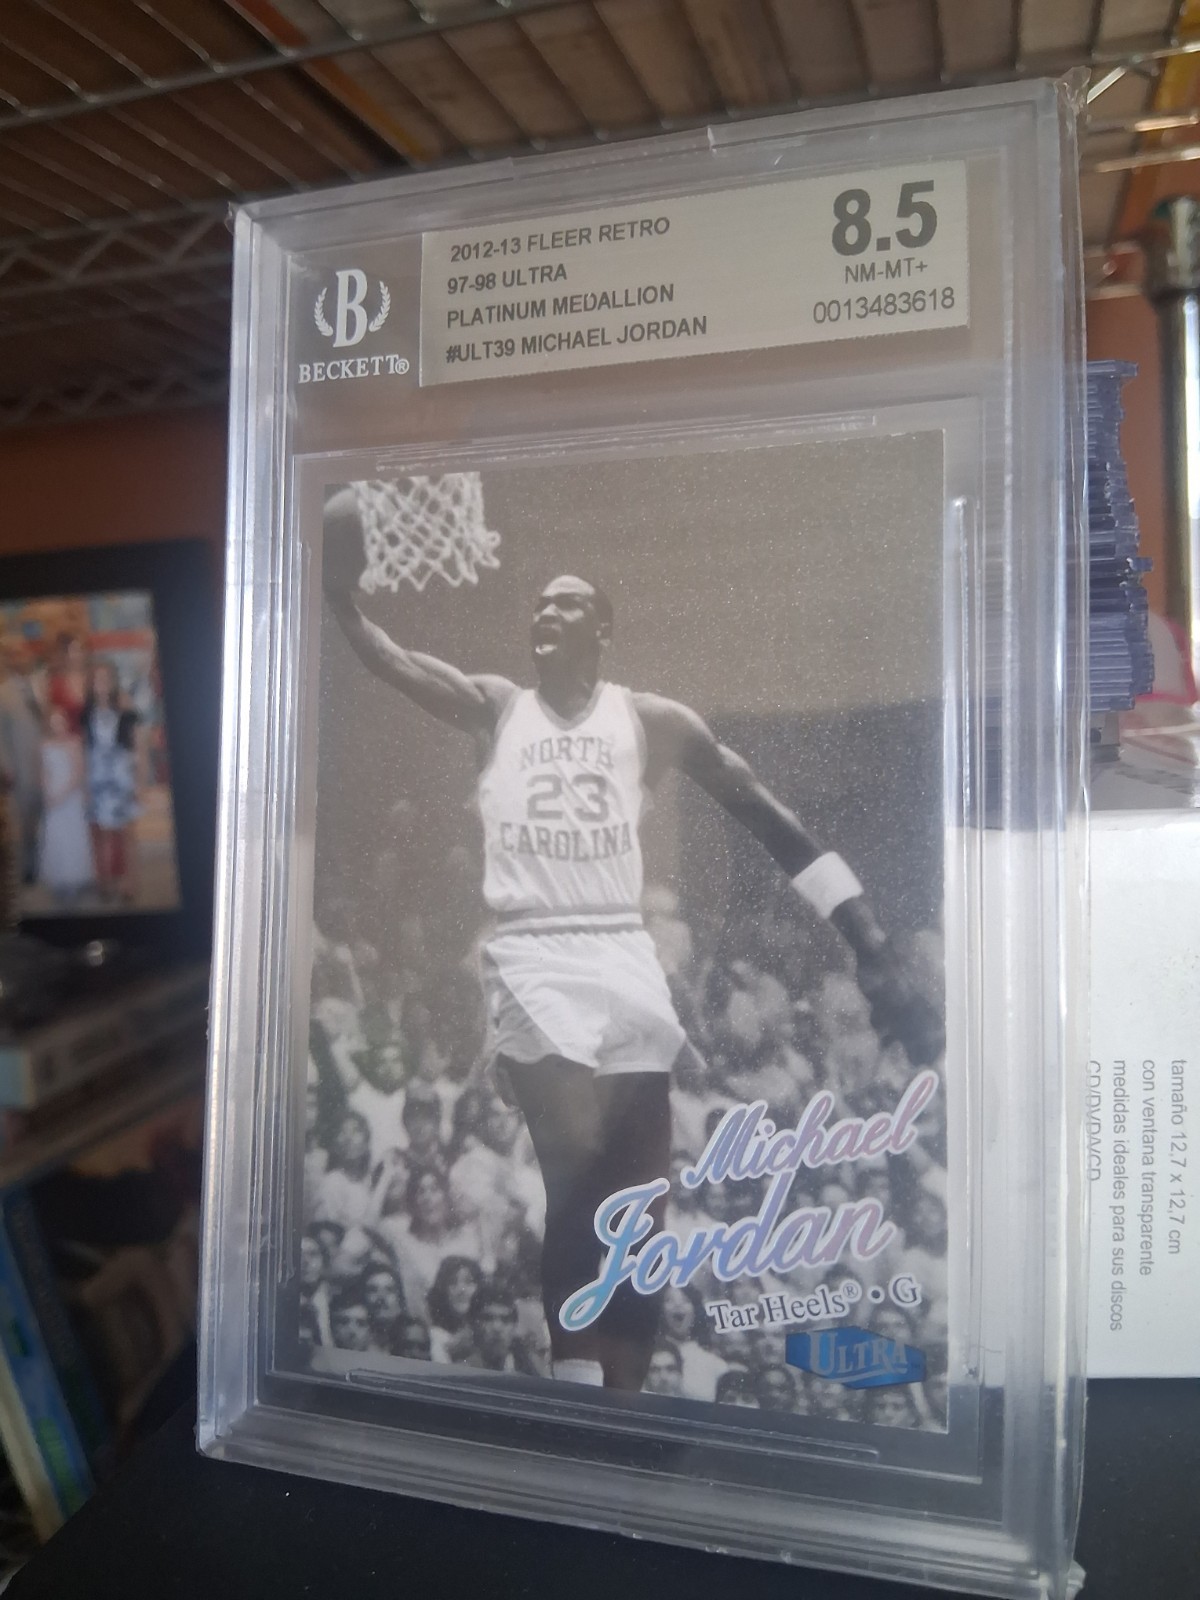 2012-13 FLEER RETRO
97-98 ULTRA
PLATINUM MEDALLION
#ULT39 MICHAEL JORDAN
8.5
NM-MT+
0013483618
B
BECKETT®
NORTH
23
CAROLINA
Michael
Jordan
Tar Heels® • G
ULTRA
tamaño 12,7 x 12,7 cm
con ventana transparente
medidas ideales para sus discos